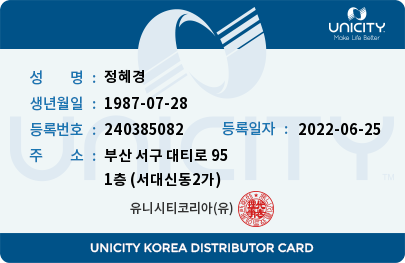 UNICITY
Make Life Better
성 명 : 정혜경
생년월일 : 1987-07-28
등록번호 : 240385082 등록일자 : 2022-06-25
주 소 : 부산 서구 대티로 95
1층 (서대신동2가)
유니시티코리아(유)
UNICITY
TM
UNICITY KOREA DISTRIBUTOR CARD